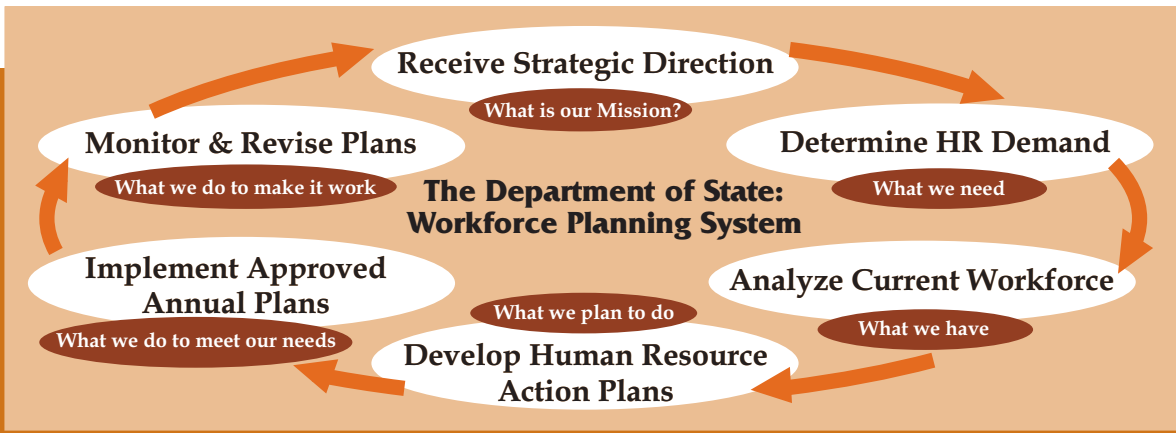 Receive Strategic Direction
What is our Mission?
Determine HR Demand
What we need
Analyze Current Workforce
What we have
What we plan to do
Develop Human Resource
Action Plans
Implement Approved
Annual Plans
What we do to meet our needs
Monitor & Revise Plans
What we do to make it work
The Department of State:
Workforce Planning System